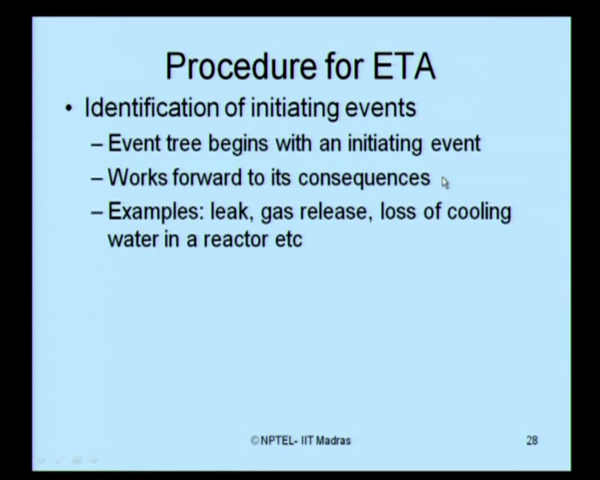 Procedure for ETA
• Identification of initiating events
– Event tree begins with an initiating event
– Works forward to its consequences
– Examples: leak, gas release, loss of cooling
water in a reactor etc
©NPTEL- IIT Madras
28